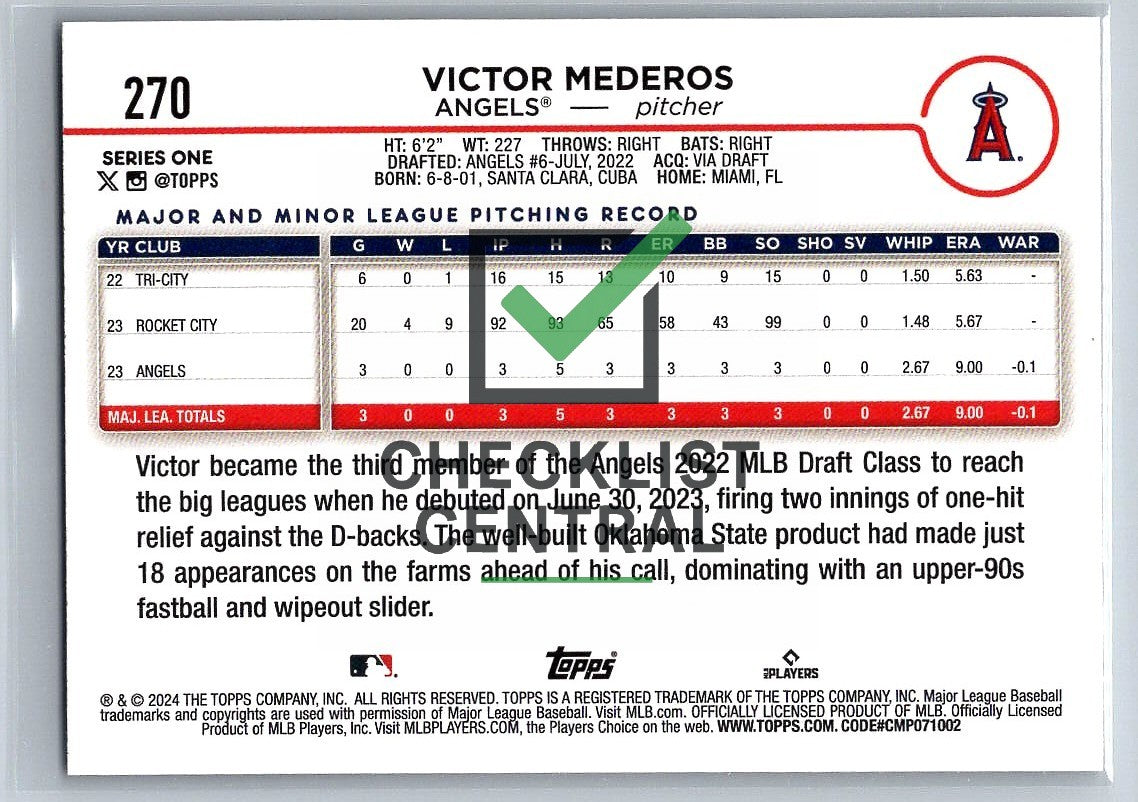 270
VICTOR MEDEROS
ANGELS® — pitcher
A.
SERIES ONE
X @TOPPS
HT: 6'2" WT: 227 THROWS: RIGHT BATS: RIGHT
DRAFTED: ANGELS #6-JULY, 2022 ACQ: VIA DRAFT
BORN: 6-8-01, SANTA CLARA, CUBA HOME: MIAMI, FL
MAJOR AND MINOR LEAGUE PITCHING RECORD
YR CLUB G W L IP H R ER BB SO SHO SV WHIP ERA WAR
22 TRI-CITY 6 0 1 16 15 13 10 9 15 0 0 1.50 5.63 -
23 ROCKET CITY 20 4 9 92 93 65 58 43 99 0 0 1.48 5.67 -
23 ANGELS 3 0 0 3 5 3 3 3 3 0 0 2.67 9.00 -0.1
MAJ. LEA. TOTALS 3 0 0 3 5 3 3 3 3 0 0 2.67 9.00 -0.1
CHECKLIST
CENTRAL
Victor became the third member of the Angels 2022 MLB Draft Class to reach
the big leagues when he debuted on June 30, 2023, firing two innings of one-hit
relief against the D-backs. The well-built Oklahoma State product had made just
18 appearances on the farms ahead of his call, dominating with an upper-90s
fastball and wipeout slider.
topps® MLBPLAYERS
® & © 2024 THE TOPPS COMPANY, INC. ALL RIGHTS RESERVED. TOPPS IS A REGISTERED TRADEMARK OF THE TOPPS COMPANY, INC. Major League Baseball
trademarks and copyrights are used with permission of Major League Baseball. Visit MLB.com. OFFICIALLY LICENSED PRODUCT OF MLB. Officially Licensed
Product of MLB Players, Inc. Visit MLBPLAYERS.COM, the Players Choice on the web. WWW.TOPPS.COM. CODE#CMP071002